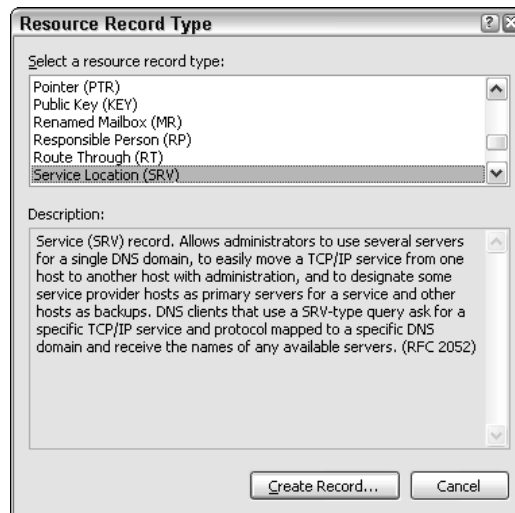 Resource Record Type
Select a resource record type:
Pointer (PTR)
Public Key (KEY)
Renamed Mailbox (MR)
Responsible Person (RP)
Route Through (RT)
Service Location (SRV)
Description:
Service (SRV) record. Allows administrators to use several servers
for a single DNS domain, to easily move a TCP/IP service from one
host to another host with administration, and to designate some
service provider hosts as primary servers for a service and other
hosts as backups. DNS clients that use a SRV-type query ask for a
specific TCP/IP service and protocol mapped to a specific DNS
domain and receive the names of any available servers. (RFC 2052)
Create Record... Cancel